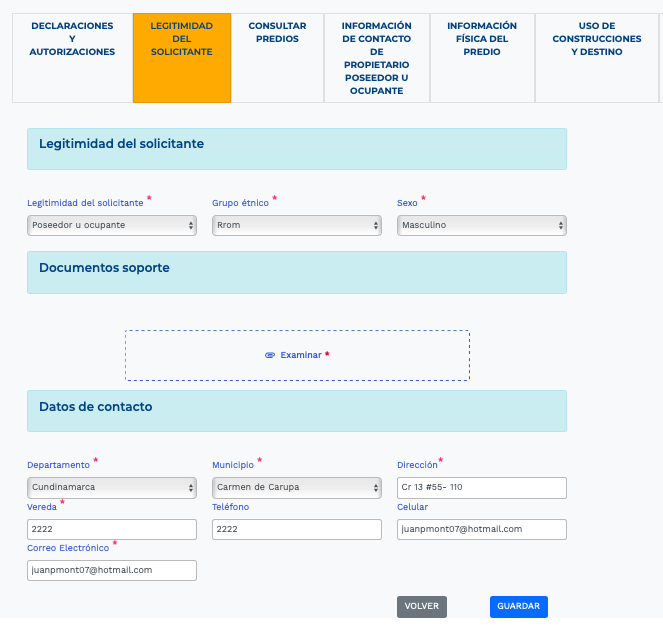 DECLARACIONES
Y
AUTORIZACIONES
LEGITIMIDAD
DEL
SOLICITANTE
CONSULTAR
PREDIOS
INFORMACIÓN
DE CONTACTO
DE
PROPIETARIO
POSEEDOR U
OCUPANTE
INFORMACIÓN
FÍSICA DEL
PREDIO
USO DE
CONSTRUCCIONES
Y DESTINO
Legitimidad del solicitante
Legitimidad del solicitante *
Grupo étnico *
Sexo *
Poseedor u ocupante
Rrom
Masculino
Documentos soporte
Examinar *
Datos de contacto
Departamento *
Municipio *
Dirección *
Cundinamarca
Carmen de Carupa
Cr 13 #55- 110
Vereda *
Teléfono
Celular
2222
2222
juanpmont07@hotmail.com
Correo Electrónico *
juanpmont07@hotmail.com
VOLVER
GUARDAR